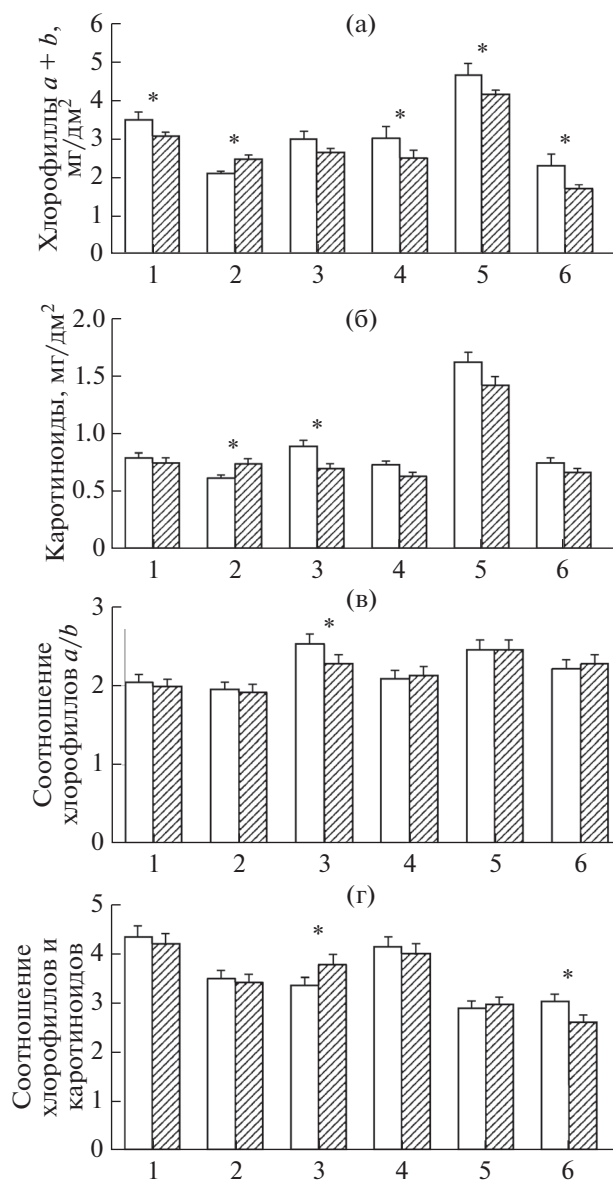 (а)
Хлорофиллы a + b,
мг/дм2
6
5
4
3
2
1
0
*
*
*
*
*
1 2 3 4 5 6
(б)
Каротиноиды, мг/дм2
2.0
1.5
1.0
0.5
0
*
*
1 2 3 4 5 6
(в)
Соотношение
хлорофиллов a/b
3
2
1
0
*
1 2 3 4 5 6
(г)
Соотношение
хлорофиллов и
каротиноидов
5
4
3
2
1
0
*
*
1 2 3 4 5 6